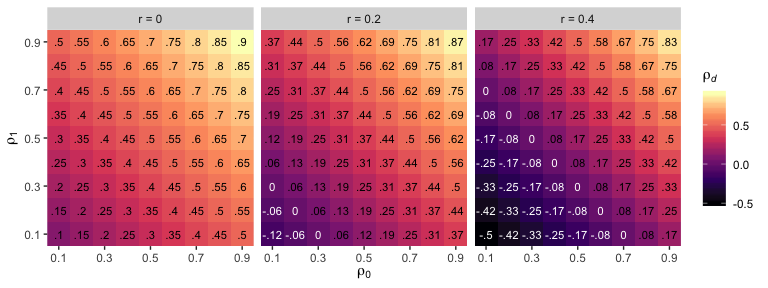 r = 0 r = 0.2 r = 0.4
0.9 .5 .55 .6 .65 .7 .75 .8 .85 .9 .37 .44 .5 .56 .62 .69 .75 .81 .87 .17 .25 .33 .42 .5 .58 .67 .75 .83
.45 .5 .55 .6 .65 .7 .75 .8 .85 .31 .37 .44 .5 .56 .62 .69 .75 .81 .08 .17 .25 .33 .42 .5 .58 .67 .75
0.7 .4 .45 .5 .55 .6 .65 .7 .75 .8 .25 .31 .37 .44 .5 .56 .62 .69 .75 0 .08 .17 .25 .33 .42 .5 .58 .67
.35 .4 .45 .5 .55 .6 .65 .7 .75 .19 .25 .31 .37 .44 .5 .56 .62 .69 -.08 0 .08 .17 .25 .33 .42 .5 .58
0.5 .3 .35 .4 .45 .5 .55 .6 .65 .7 .12 .19 .25 .31 .37 .44 .5 .56 .62 -.17 -.08 0 .08 .17 .25 .33 .42 .5
.25 .3 .35 .4 .45 .5 .55 .6 .65 .06 .13 .19 .25 .31 .37 .44 .5 .56 -.25 -.17 -.08 0 .08 .17 .25 .33 .42
0.3 .2 .25 .3 .35 .4 .45 .5 .55 .6 0 .06 .13 .19 .25 .31 .37 .44 .5 -.33 -.25 -.17 -.08 0 .08 .17 .25 .33
.15 .2 .25 .3 .35 .4 .45 .5 .55 -.06 0 .06 .13 .19 .25 .31 .37 .44 -.42 -.33 -.25 -.17 -.08 0 .08 .17 .25
0.1 .1 .15 .2 .25 .3 .35 .4 .45 .5 -.12 -.06 0 .06 .12 .19 .25 .31 .37 -.5 -.42 -.33 -.25 -.17 -.08 0 .08 .17
0.1 0.3 0.5 0.7 0.9 0.1 0.3 0.5 0.7 0.9 0.1 0.3 0.5 0.7 0.9
ρ0
ρ1
ρd
0.5
0.0
-0.5